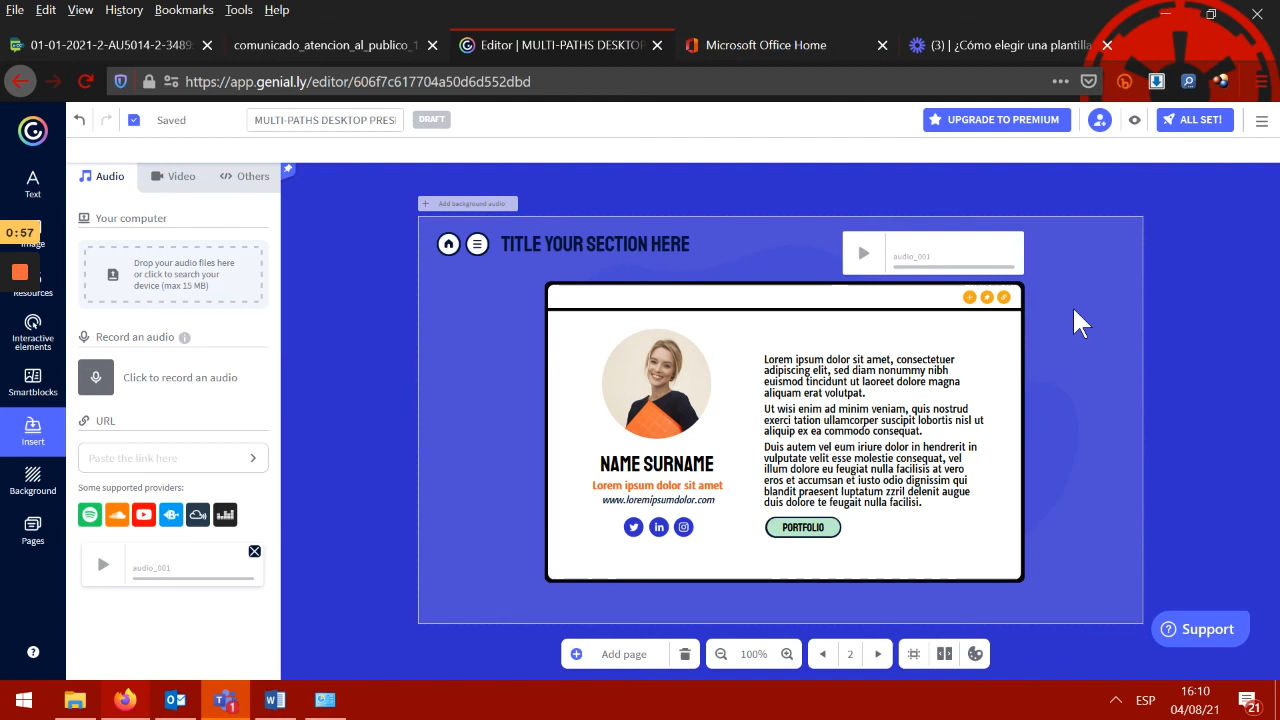 File Edit View History Bookmarks Tools Help
01-01-2021-2-AU5014-2-3489
comunicado_atencion_al_publico_1
Editor | MULTI-PATHS DESKTOP
Microsoft Office Home
(3) | ¿Cómo elegir una plantilla
https://app.genial.ly/editor/606f7c617704a50d6d552dbd
Saved
MULTI-PATHS DESKTOP PRES
DRAFT
UPGRADE TO PREMIUM
ALL SET!
Text
0:57
Image
Resources
Interactive
elements
Smartblocks
Insert
Background
Pages
Audio
Video
Others
Your computer
Drop your audio files here
or click to search your
device (max 15 MB)
Record an audio
Click to record an audio
URL
Paste the link here
Some supported providers:
audio_001
Add background audio
TITLE YOUR SECTION HERE
audio_001
NAME SURNAME
Lorem ipsum dolor sit amet
www.loremipsumdolor.com
Lorem ipsum dolor sit amet, consectetuer
adipiscing elit, sed diam nonummy nibh
euismod tincidunt ut laoreet dolore magna
aliquam erat volutpat.
Ut wisi enim ad minim veniam, quis nostrud
exerci tation ullamcorper suscipit lobortis nisl ut
aliquip ex ea commodo consequat.
Duis autem vel eum iriure dolor in hendrerit in
vulputate velit esse molestie consequat, vel
illum dolore eu feugiat nulla facilisis at vero
eros et accumsan et iusto odio dignissim qui
blandit praesent luptatum zzril delenit augue
duis dolore te feugait nulla facilisi.
PORTFOLIO
Add page
100%
2
Support
ESP
16:10
04/08/21
1
21